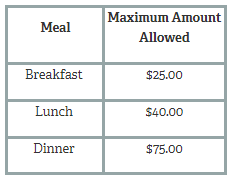 Meal Maximum Amount
Allowed
Breakfast $25.00
Lunch $40.00
Dinner $75.00